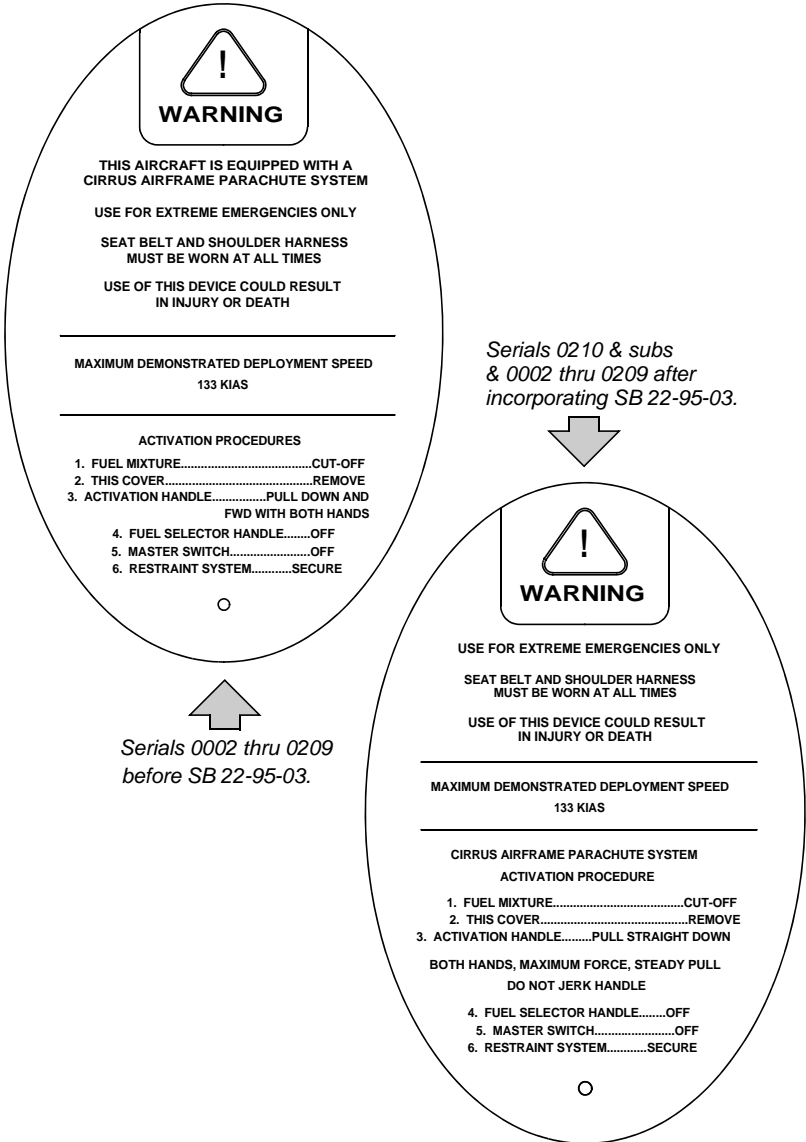 !
WARNING
THIS AIRCRAFT IS EQUIPPED WITH A
CIRRUS AIRFRAME PARACHUTE SYSTEM
USE FOR EXTREME EMERGENCIES ONLY
SEAT BELT AND SHOULDER HARNESS
MUST BE WORN AT ALL TIMES
USE OF THIS DEVICE COULD RESULT
IN INJURY OR DEATH
MAXIMUM DEMONSTRATED DEPLOYMENT SPEED
133 KIAS
ACTIVATION PROCEDURES
1. FUEL MIXTURE.......................................CUT-OFF
2. THIS COVER............................................REMOVE
3. ACTIVATION HANDLE................PULL DOWN AND
FWD WITH BOTH HANDS
4. FUEL SELECTOR HANDLE........OFF
5. MASTER SWITCH........................OFF
6. RESTRAINT SYSTEM............SECURE
Serials 0002 thru 0209
before SB 22-95-03.
Serials 0210 & subs
& 0002 thru 0209 after
incorporating SB 22-95-03.
!
WARNING
USE FOR EXTREME EMERGENCIES ONLY
SEAT BELT AND SHOULDER HARNESS
MUST BE WORN AT ALL TIMES
USE OF THIS DEVICE COULD RESULT
IN INJURY OR DEATH
MAXIMUM DEMONSTRATED DEPLOYMENT SPEED
133 KIAS
CIRRUS AIRFRAME PARACHUTE SYSTEM
ACTIVATION PROCEDURE
1. FUEL MIXTURE.......................................CUT-OFF
2. THIS COVER............................................REMOVE
3. ACTIVATION HANDLE.........PULL STRAIGHT DOWN
BOTH HANDS, MAXIMUM FORCE, STEADY PULL
DO NOT JERK HANDLE
4. FUEL SELECTOR HANDLE........OFF
5. MASTER SWITCH........................OFF
6. RESTRAINT SYSTEM............SECURE